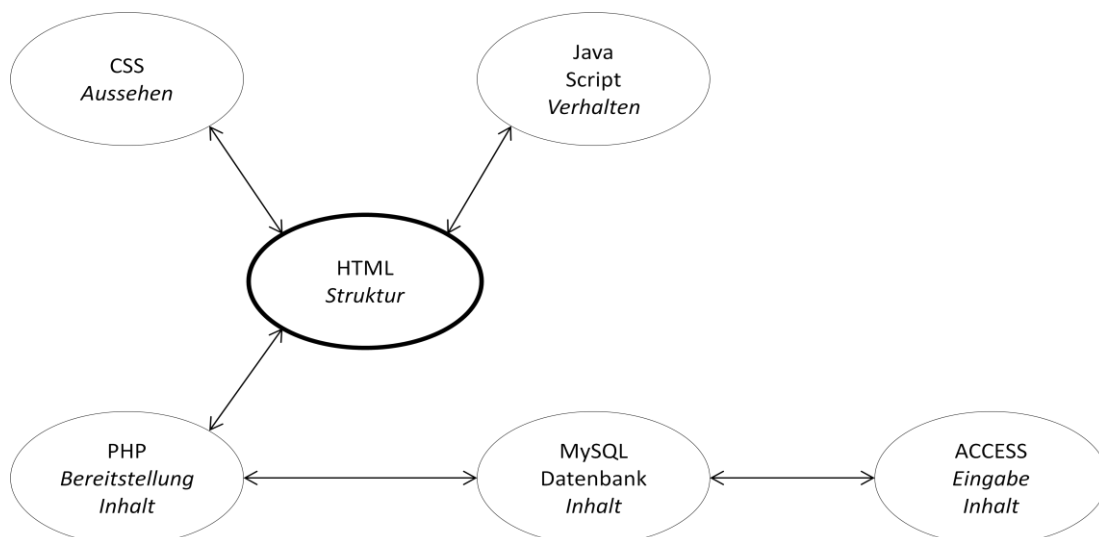 CSS
Aussehen
Java
Script
Verhalten
HTML
Struktur
PHP
Bereitstellung
Inhalt
MySQL
Datenbank
Inhalt
ACCESS
Eingabe
Inhalt